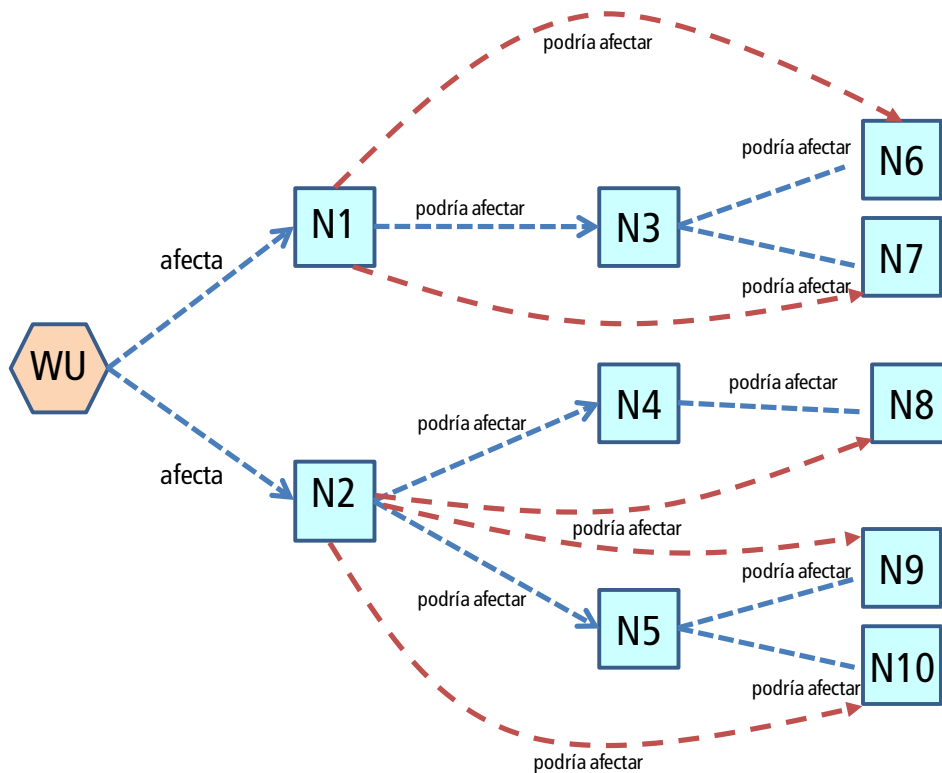 podría afectar
podría afectar
N6
podría afectar
N1
N3
N7
afecta
podría afectar
WU
podría afectar
N4
N8
podría afectar
afecta
N2
podría afectar
podría afectar
N9
podría afectar
N5
N10
podría afectar
podría afectar